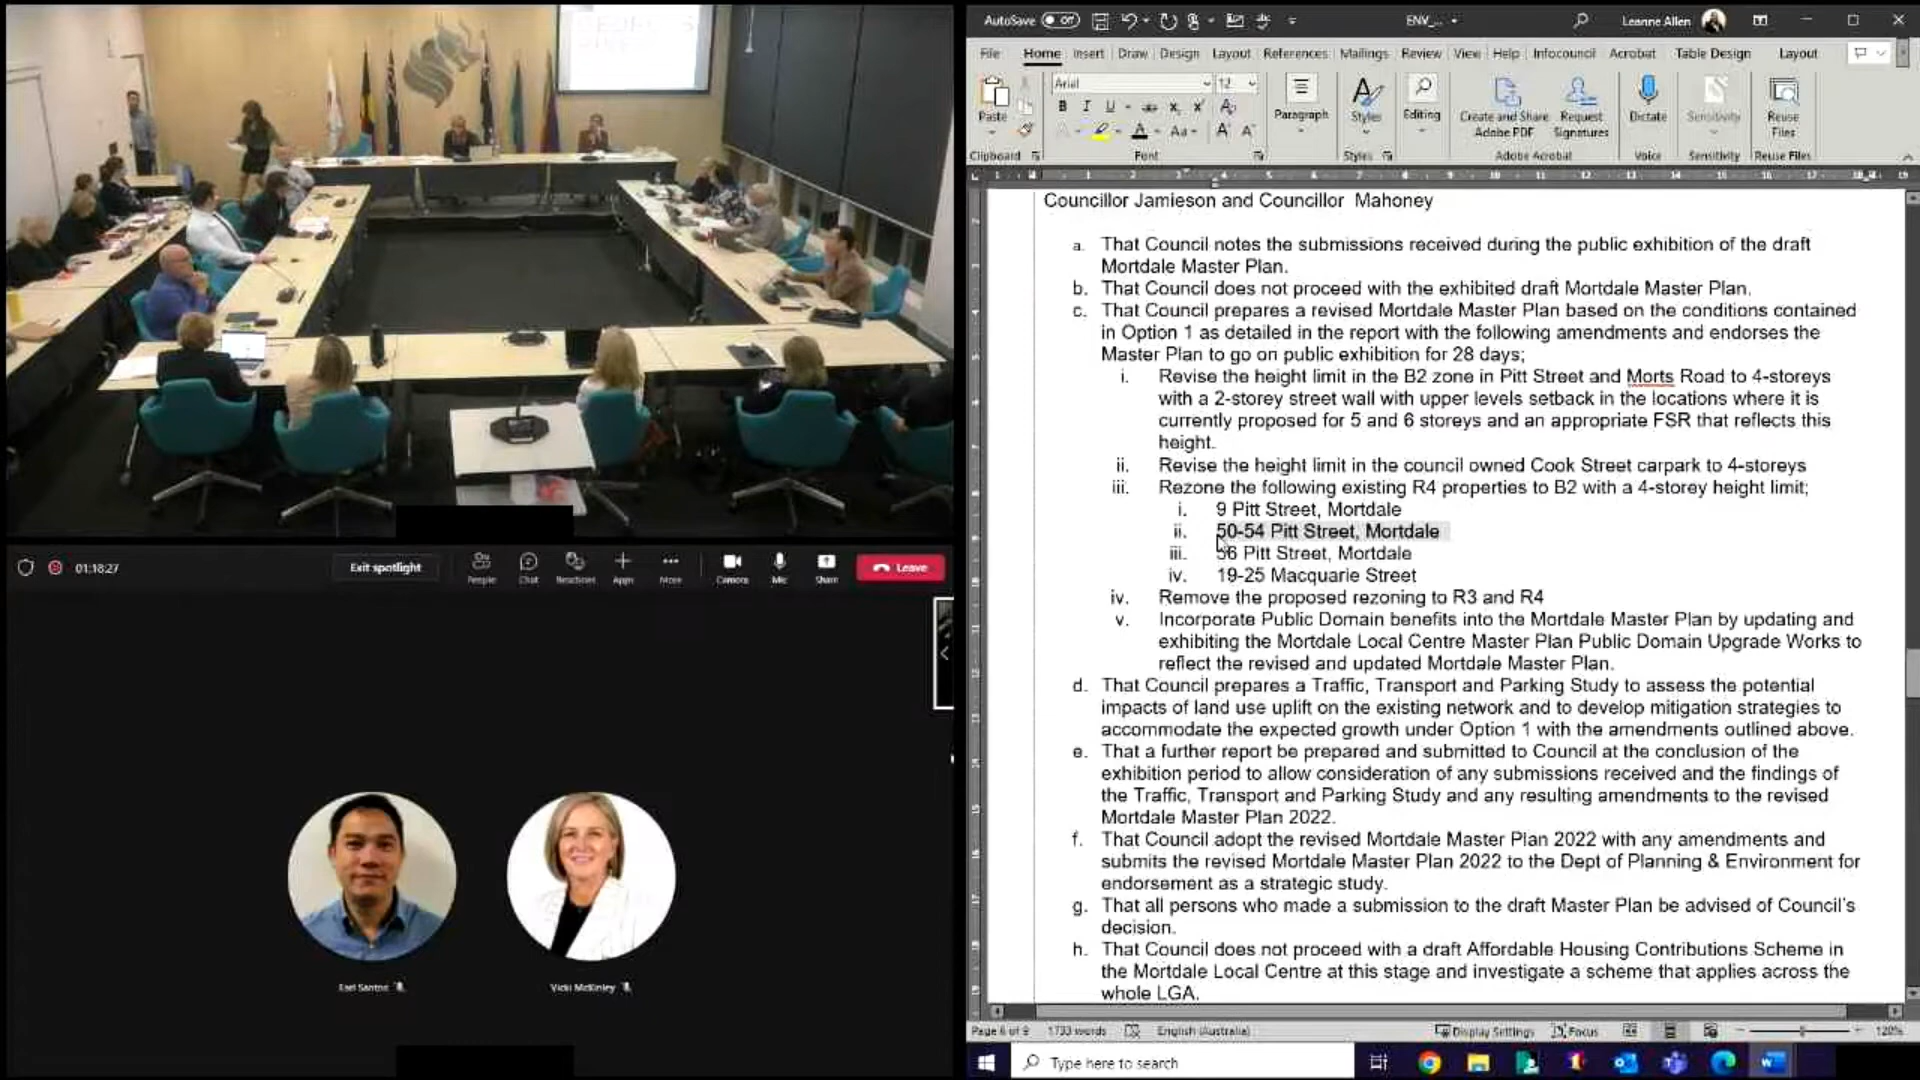 01:18:27
Exit spotlight
People
Chat
Reactions
Apps
More
Camera
Mic
Share
Leave
Earl Santos
Vicki McKinley
AutoSave Off
ENV_...
Leanne Allen
File Home Insert Draw Design Layout References Mailings Review View Help Infocouncil Acrobat Table Design Layout
Arial 12
Paste
Paragraph
Styles
Editing
Create and Share Adobe PDF
Request Signatures
Dictate
Sensitivity
Reuse Files
Clipboard Font Styles Adobe Acrobat Voice Sensitivity Reuse Files
Councillor Jamieson and Councillor Mahoney
a. That Council notes the submissions received during the public exhibition of the draft
Mortdale Master Plan.
b. That Council does not proceed with the exhibited draft Mortdale Master Plan.
c. That Council prepares a revised Mortdale Master Plan based on the conditions contained
in Option 1 as detailed in the report with the following amendments and endorses the
Master Plan to go on public exhibition for 28 days;
i. Revise the height limit in the B2 zone in Pitt Street and Morts Road to 4-storeys
with a 2-storey street wall with upper levels setback in the locations where it is
currently proposed for 5 and 6 storeys and an appropriate FSR that reflects this
height.
ii. Revise the height limit in the council owned Cook Street carpark to 4-storeys
iii. Rezone the following existing R4 properties to B2 with a 4-storey height limit;
i. 9 Pitt Street, Mortdale
ii. 50-54 Pitt Street, Mortdale
iii. 56 Pitt Street, Mortdale
iv. 19-25 Macquarie Street
iv. Remove the proposed rezoning to R3 and R4
v. Incorporate Public Domain benefits into the Mortdale Master Plan by updating and
exhibiting the Mortdale Local Centre Master Plan Public Domain Upgrade Works to
reflect the revised and updated Mortdale Master Plan.
d. That Council prepares a Traffic, Transport and Parking Study to assess the potential
impacts of land use uplift on the existing network and to develop mitigation strategies to
accommodate the expected growth under Option 1 with the amendments outlined above.
e. That a further report be prepared and submitted to Council at the conclusion of the
exhibition period to allow consideration of any submissions received and the findings of
the Traffic, Transport and Parking Study and any resulting amendments to the revised
Mortdale Master Plan 2022.
f. That Council adopt the revised Mortdale Master Plan 2022 with any amendments and
submits the revised Mortdale Master Plan 2022 to the Dept of Planning & Environment for
endorsement as a strategic study.
g. That all persons who made a submission to the draft Master Plan be advised of Council's
decision.
h. That Council does not proceed with a draft Affordable Housing Contributions Scheme in
the Mortdale Local Centre at this stage and investigate a scheme that applies across the
whole LGA.
Page 6 of 9 1733 words English (Australia) Display Settings Focus 120%
Type here to search